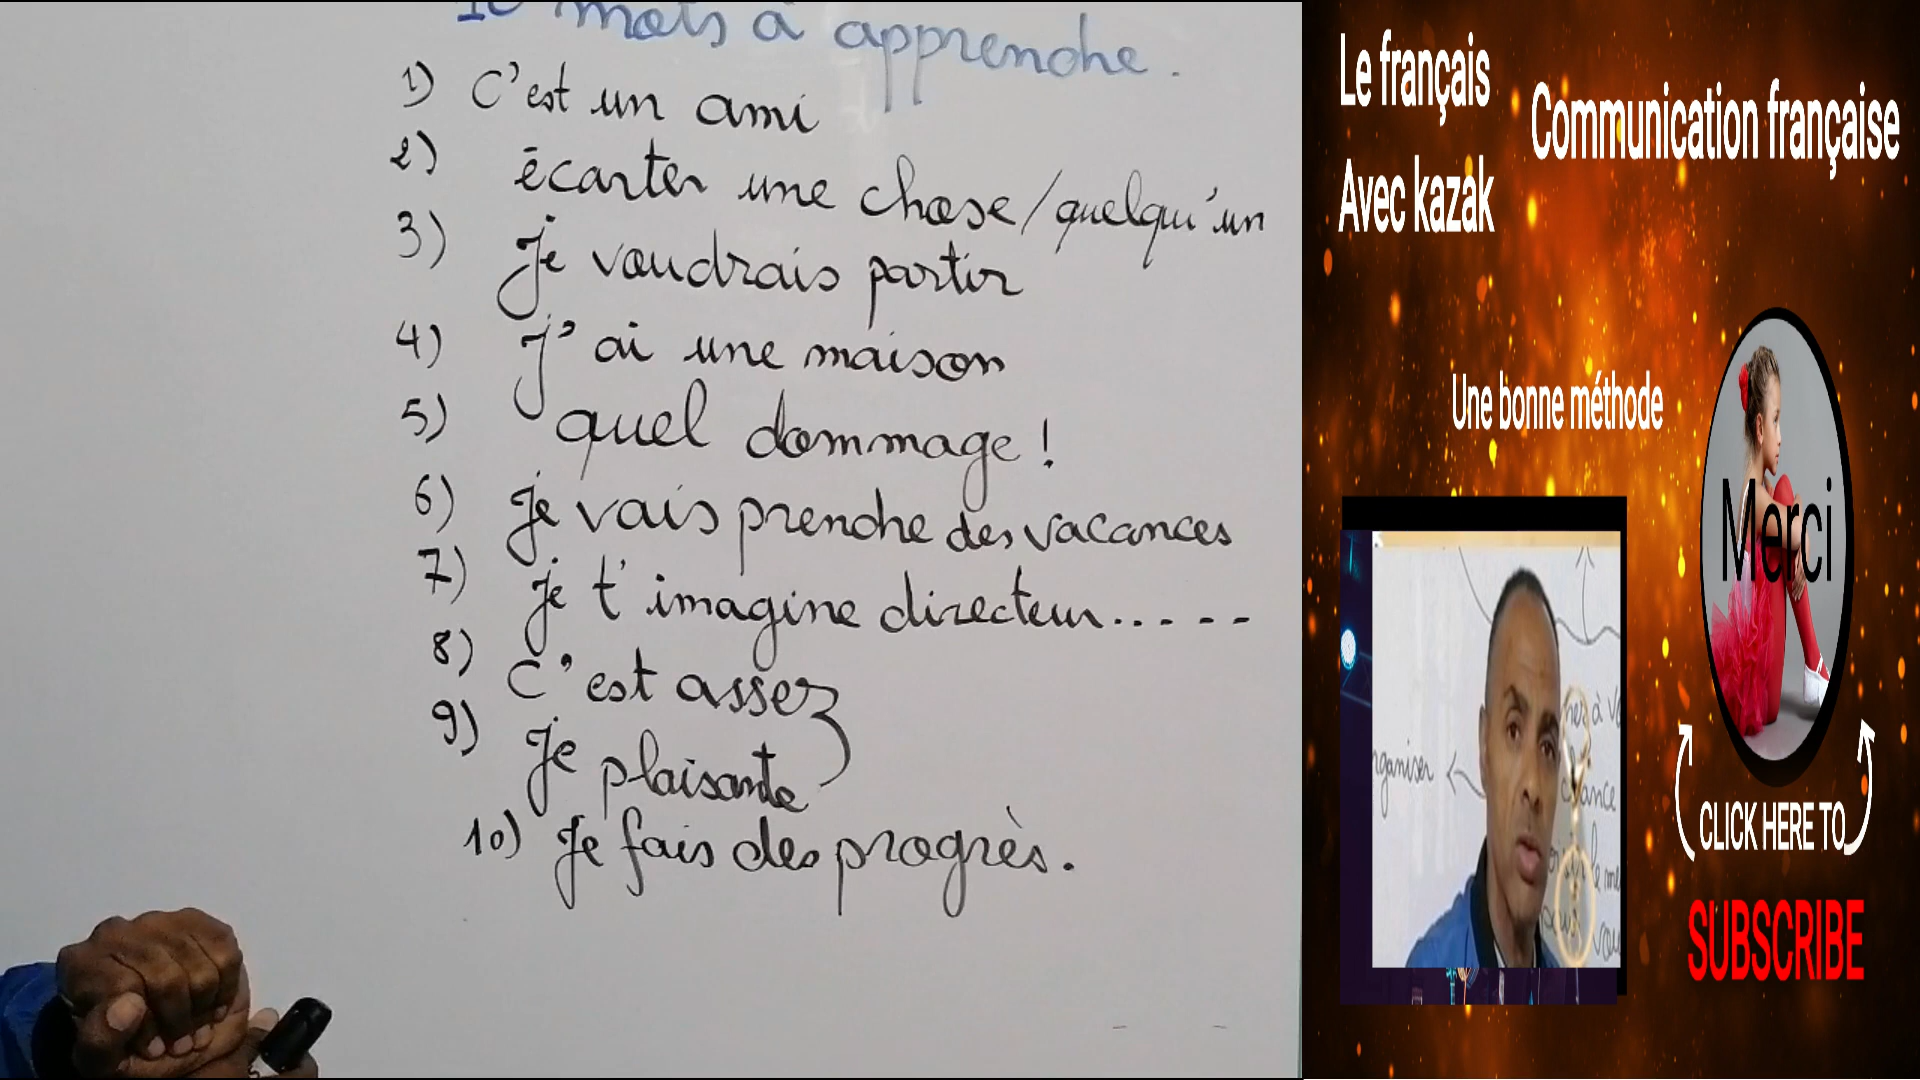 10 mots à apprendre.
1) C'est un ami
2) écarter une chose/quelqu'un
3) Je voudrais partir
4) J'ai une maison
5) quel dommage !
6) Je vais prendre des vacances
7) Je t'imagine directeur.....
8) C'est assez
9) Je plaisante
10) Je fais des progrès.
Le français
Avec kazak
Communication française
Une bonne méthode
Merci
CLICK HERE TO
SUBSCRIBE